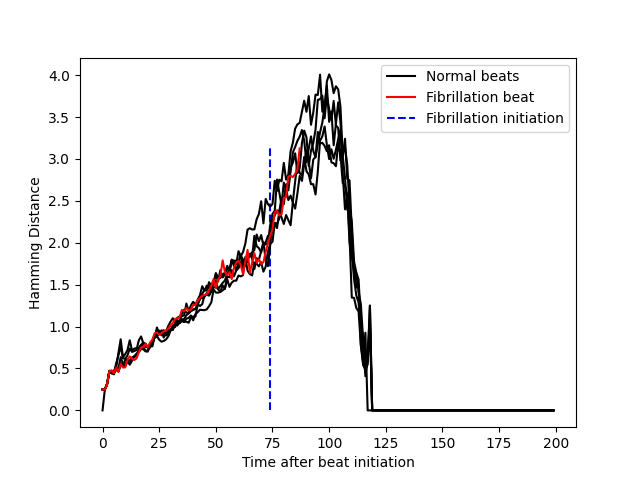 Normal beats
Fibrillation beat
Fibrillation initiation
4.0
3.5
3.0
2.5
2.0
1.5
1.0
0.5
0.0
Hamming Distance
0 25 50 75 100 125 150 175 200
Time after beat initiation